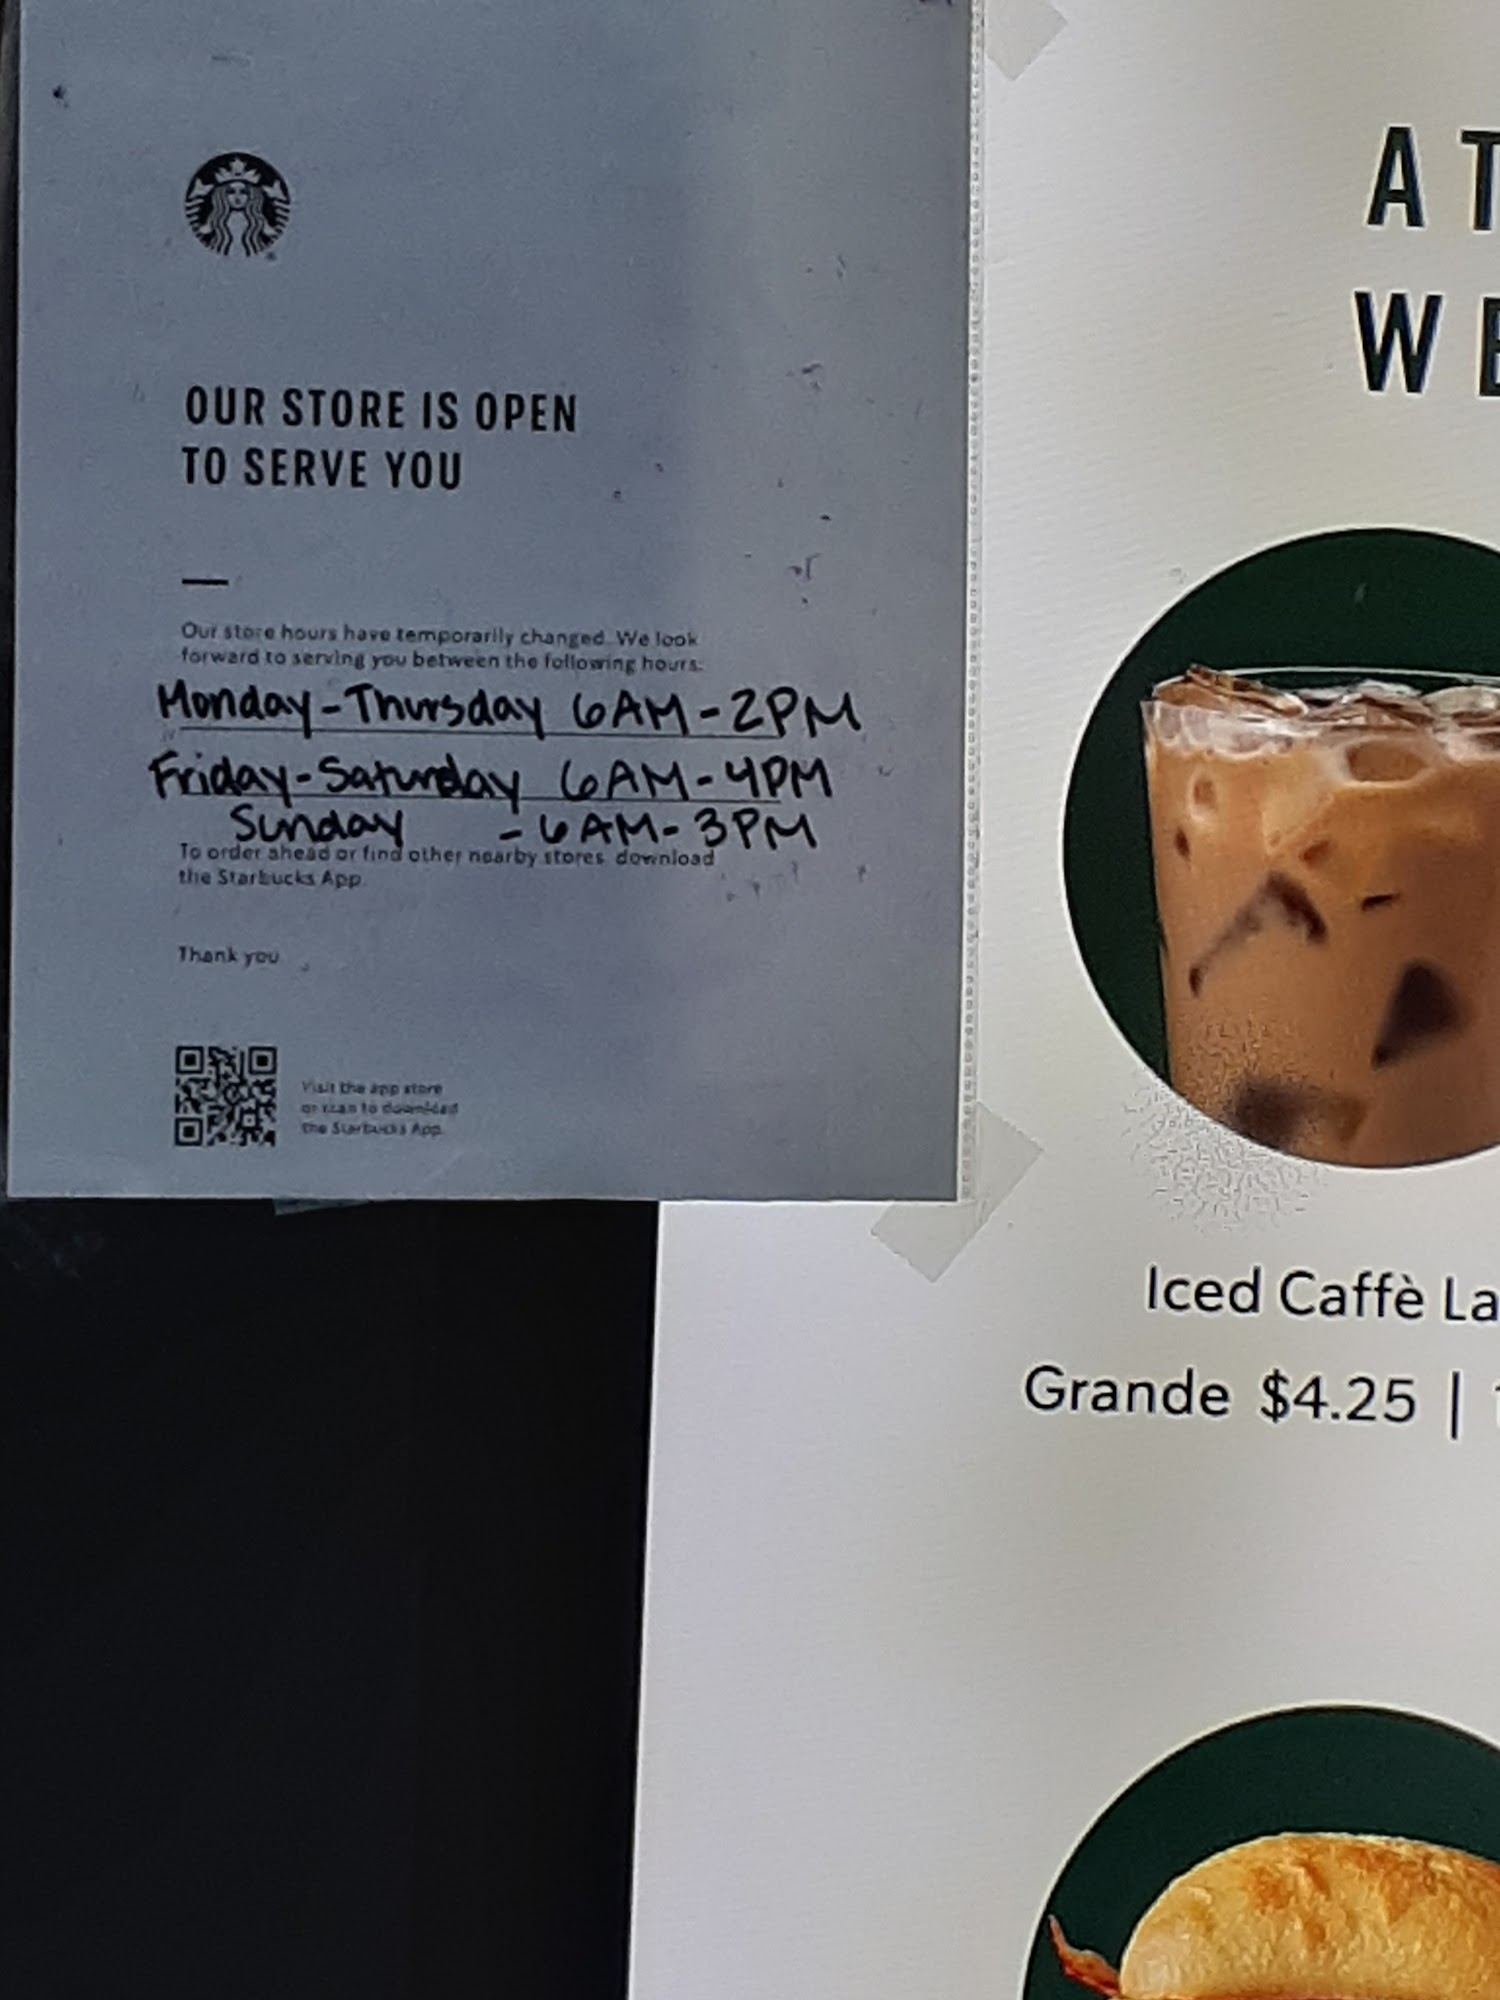 OUR STORE IS OPEN
TO SERVE YOU
Our store hours have temporarily changed. We look
forward to serving you between the following hours:
Monday-Thursday 6AM-2PM
Friday-Saturday 6AM-4PM
Sunday - 6AM-3PM
To order ahead or find other nearby stores download
the Starbucks App.
Thank you
Visit the app store
or scan to download
the Starbucks App.
A T
W E
Iced Caffè La
Grande $4.25 |